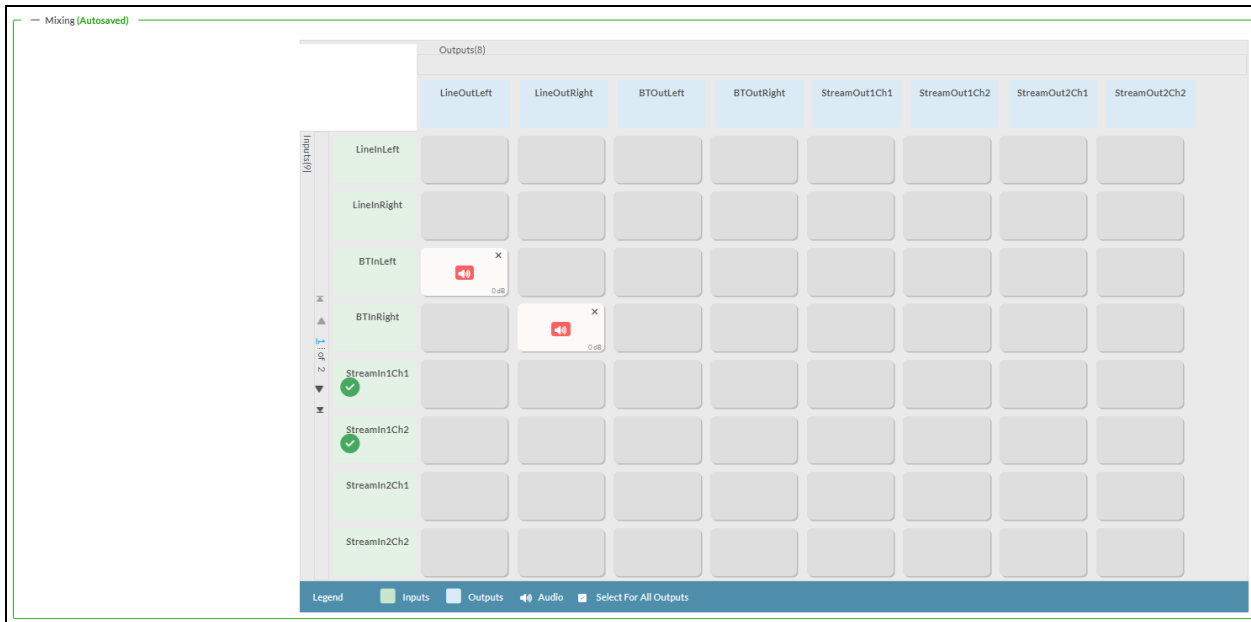 Mixing (Autosaved)
Outputs(8)
LineOutLeft LineOutRight BTOutLeft BTOutRight StreamOut1Ch1 StreamOut1Ch2 StreamOut2Ch1 StreamOut2Ch2
Inputs(9)
LineInLeft
LineInRight
BTInLeft
0 dB
BTInRight
0 dB
1 of 2
StreamIn1Ch1
StreamIn1Ch2
StreamIn2Ch1
StreamIn2Ch2
Legend Inputs Outputs Audio Select For All Outputs